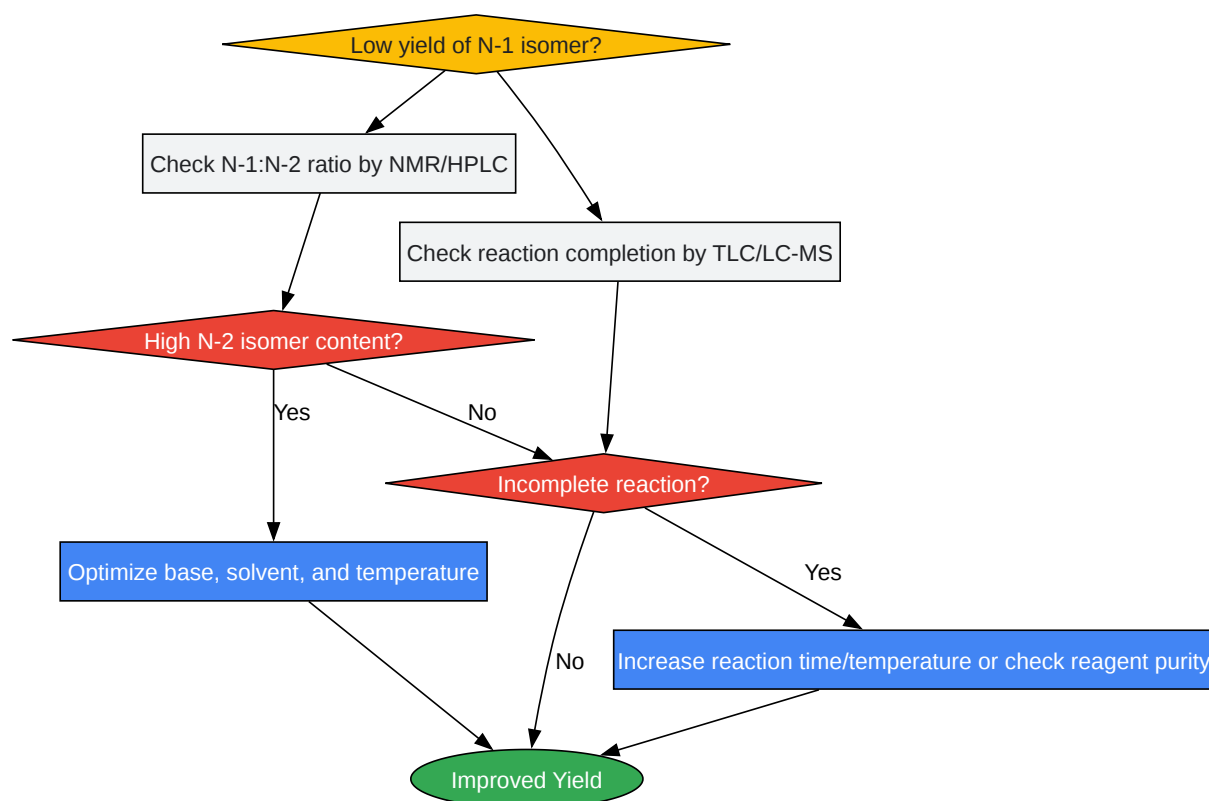 Low yield of N-1 isomer?
Check N-1:N-2 ratio by NMR/HPLC
Check reaction completion by TLC/LC-MS
High N-2 isomer content?
Yes
No
Incomplete reaction?
Optimize base, solvent, and temperature
Yes
No
Increase reaction time/temperature or check reagent purity
Improved Yield